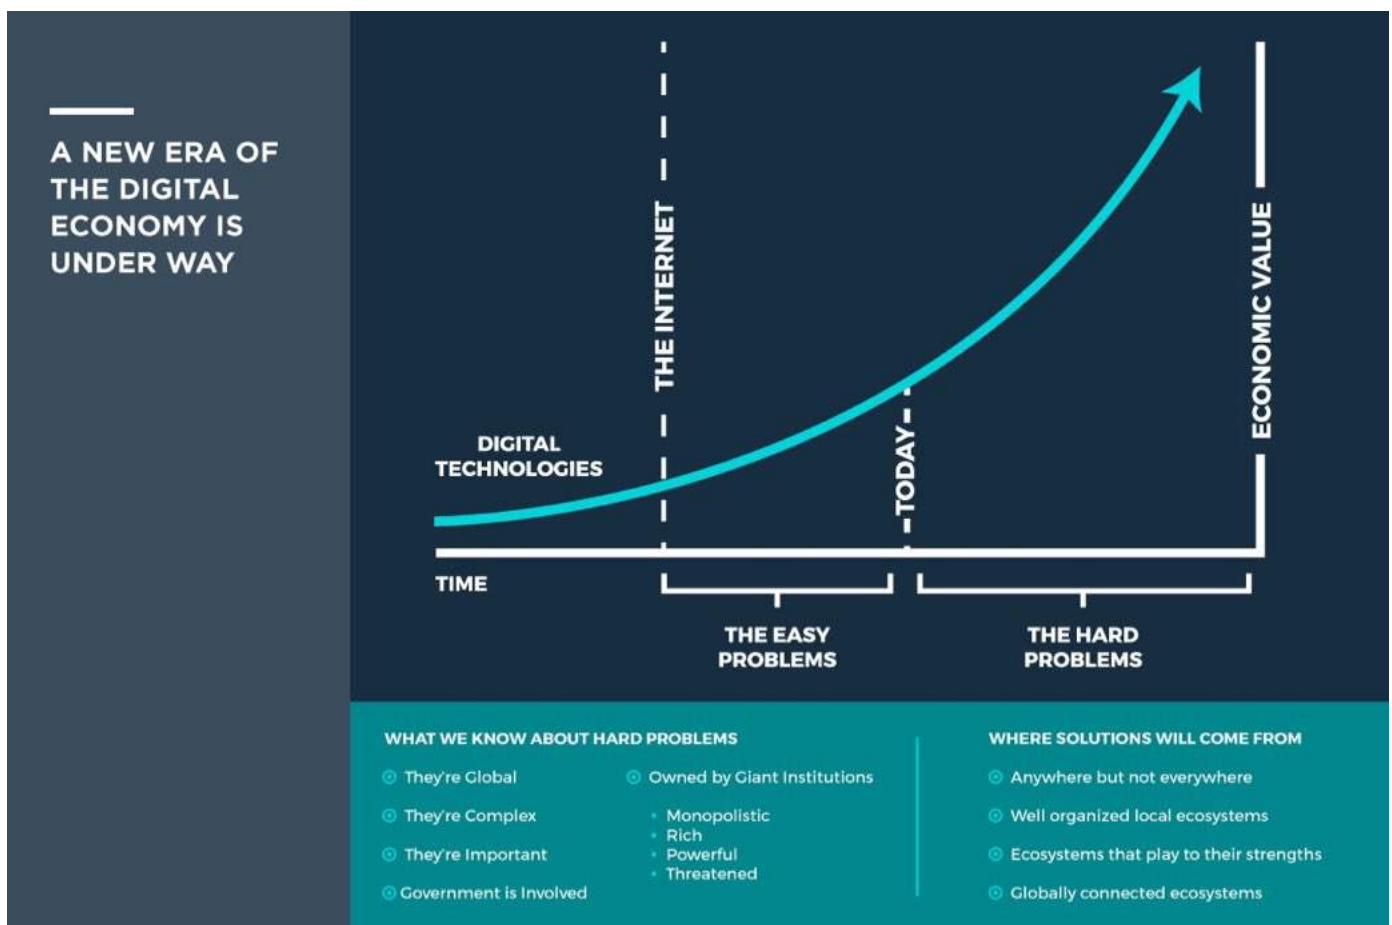 A NEW ERA OF
THE DIGITAL
ECONOMY IS
UNDER WAY
THE INTERNET
ECONOMIC VALUE
DIGITAL
TECHNOLOGIES
TODAY
TIME
THE EASY
PROBLEMS
THE HARD
PROBLEMS
WHAT WE KNOW ABOUT HARD PROBLEMS
They're Global
They're Complex
They're Important
Government is Involved
Owned by Giant Institutions
Monopolistic
Rich
Powerful
Threatened
WHERE SOLUTIONS WILL COME FROM
Anywhere but not everywhere
Well organized local ecosystems
Ecosystems that play to their strengths
Globally connected ecosystems